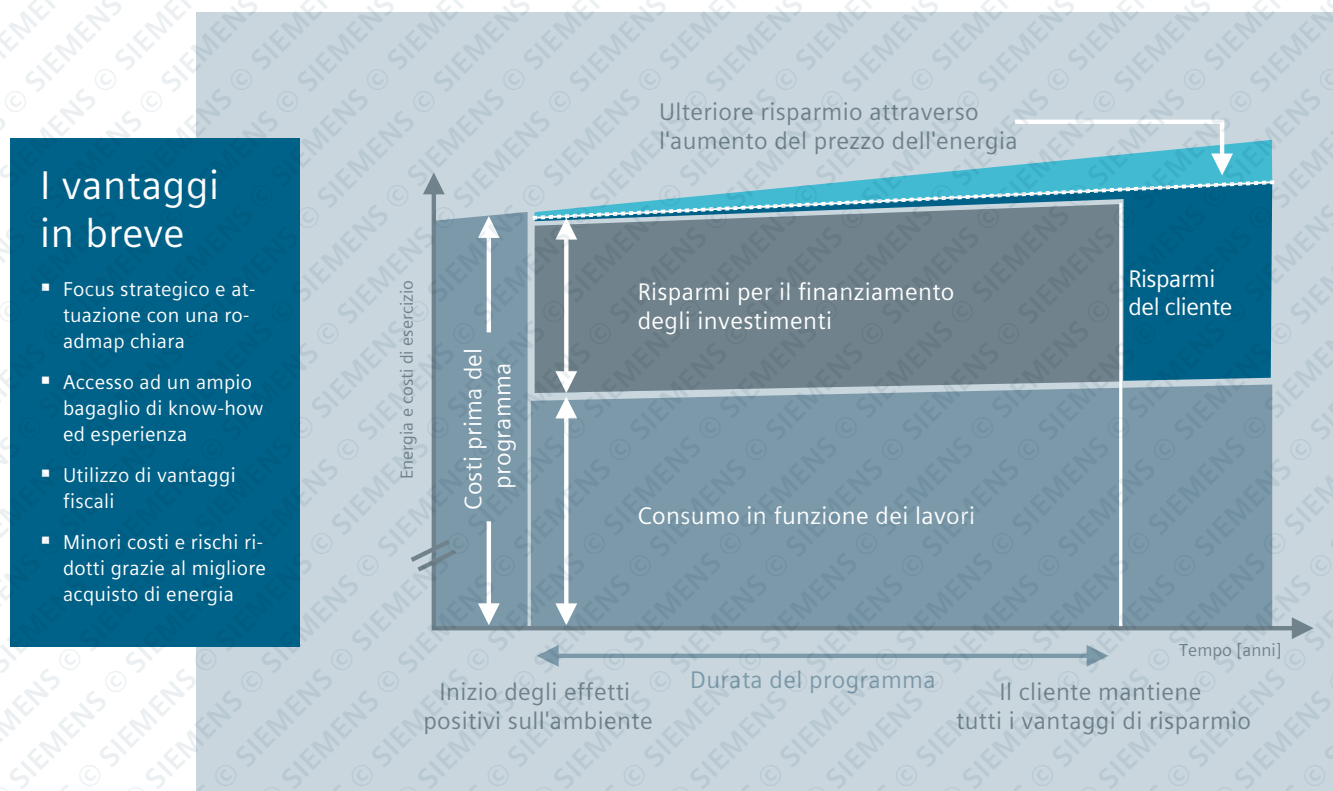 I vantaggi
in breve
▪ Focus strategico e at-
tuazione con una ro-
admap chiara
▪ Accesso ad un ampio
bagaglio di know-how
ed esperienza
▪ Utilizzo di vantaggi
fiscali
▪ Minori costi e rischi ri-
dotti grazie al migliore
acquisto di energia
Ulteriore risparmio attraverso
l'aumento del prezzo dell'energia
Energia e costi di esercizio
Costi prima del
programma
Risparmi per il finanziamento
degli investimenti
Risparmi
del cliente
Consumo in funzione dei lavori
Tempo [anni]
Durata del programma
Inizio degli effetti
positivi sull'ambiente
Il cliente mantiene
tutti i vantaggi di risparmio
© SIEMENS